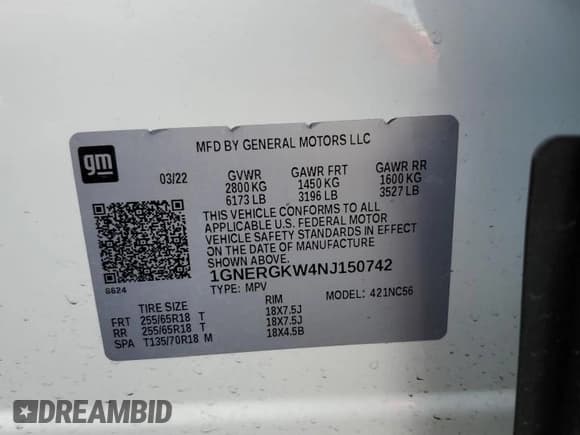 MFD BY GENERAL MOTORS LLC
gm
03/22 GVWR GAWR FRT GAWR RR
2800 KG 1450 KG 1600 KG
6173 LB 3196 LB 3527 LB
THIS VEHICLE CONFORMS TO ALL
APPLICABLE U.S. FEDERAL MOTOR
VEHICLE SAFETY STANDARDS IN EFFECT
ON THE DATE OF MANUFACTURE
SHOWN ABOVE.
1GNERGKW4NJ150742
8624
TYPE: MPV MODEL: 421NC56
TIRE SIZE RIM
FRT 255/65R18 T 18X7.5J
RR 255/65R18 T 18X7.5J
SPA T135/70R18 M 18X4.5B
DREAMBID